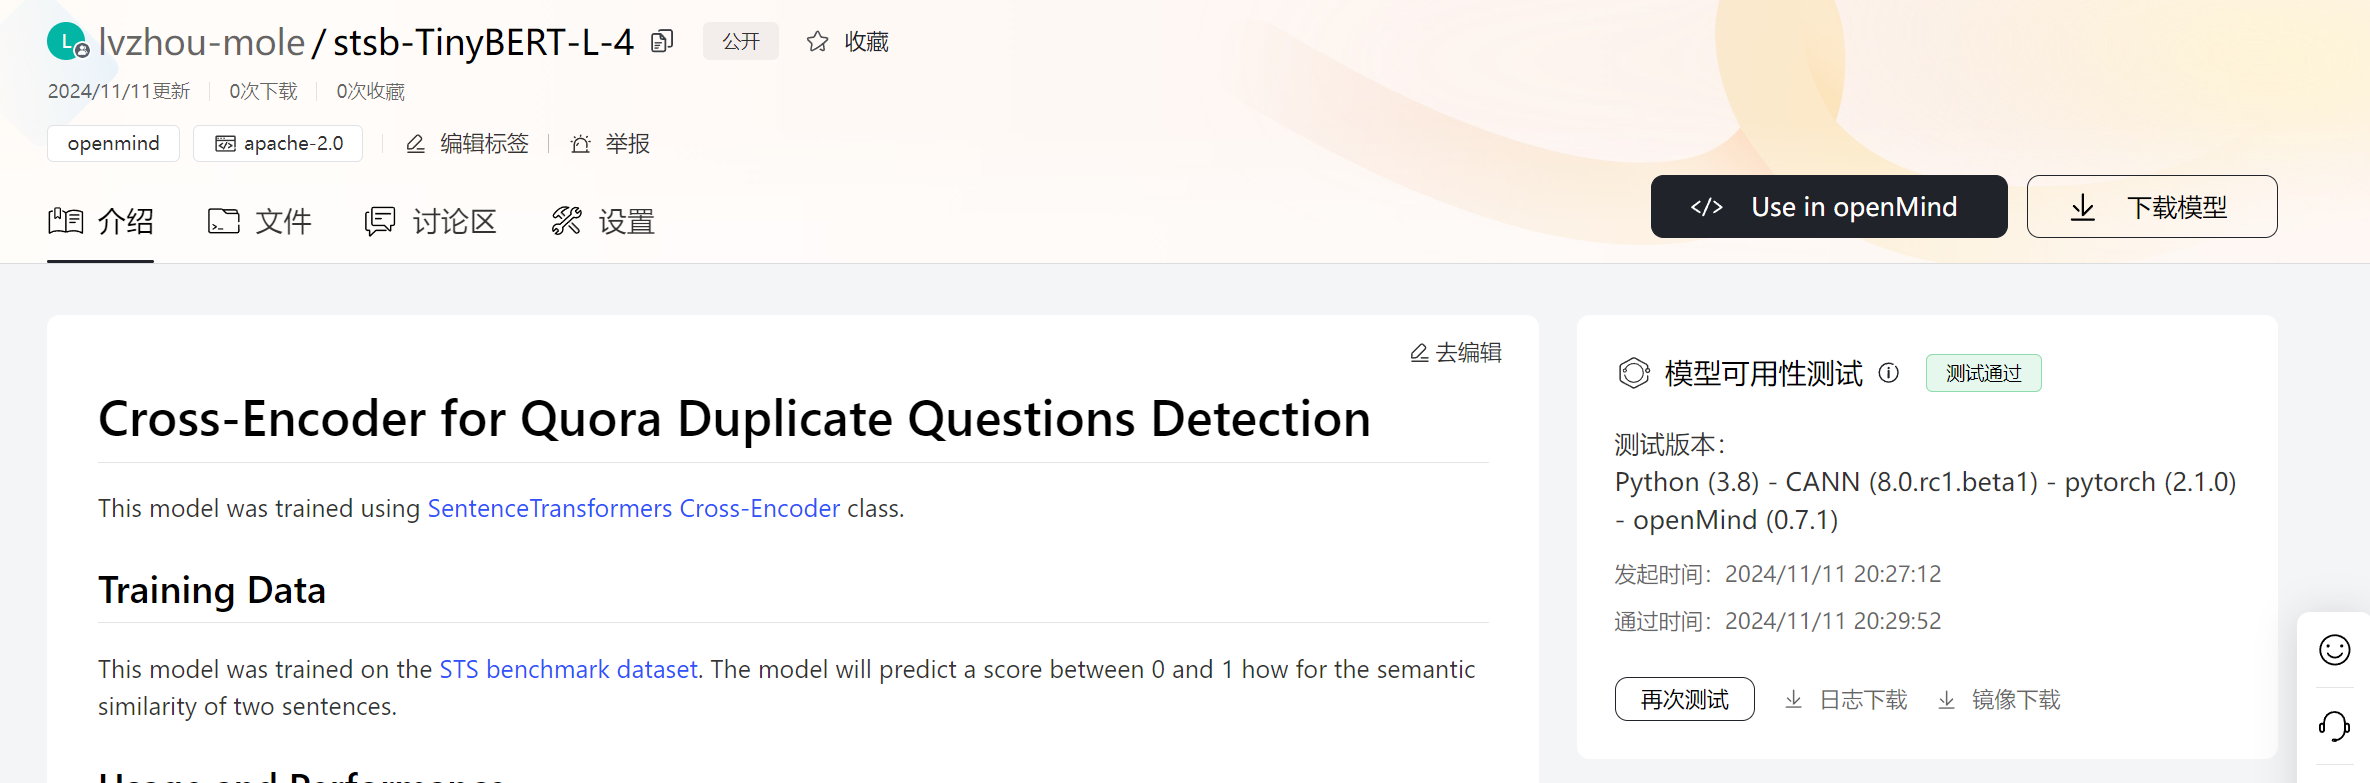 L lvzhou-mole / stsb-TinyBERT-L-4 公开 收藏
2024/11/11更新 0次下载 0次收藏
openmind apache-2.0 编辑标签 举报
介绍 文件 讨论区 设置
</> Use in openMind 下载模型
去编辑
Cross-Encoder for Quora Duplicate Questions Detection
This model was trained using SentenceTransformers Cross-Encoder class.
Training Data
This model was trained on the STS benchmark dataset. The model will predict a score between 0 and 1 how for the semantic
similarity of two sentences.
Usage and Performance
模型可用性测试 测试通过
测试版本：
Python (3.8) - CANN (8.0.rc1.beta1) - pytorch (2.1.0)
- openMind (0.7.1)
发起时间：2024/11/11 20:27:12
通过时间：2024/11/11 20:29:52
再次测试 日志下载 镜像下载